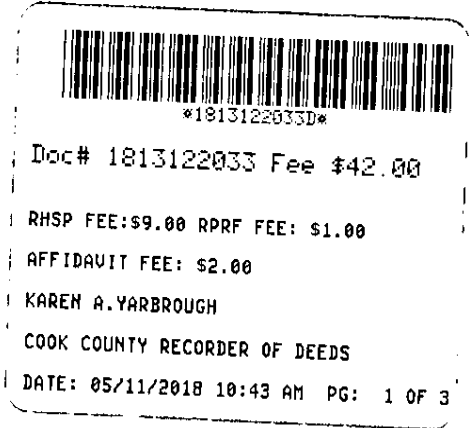 *1813122033D*
Doc# 1813122033 Fee $42.00
RHSP FEE:$9.00 RPRF FEE: $1.00
AFFIDAVIT FEE: $2.00
KAREN A.YARBROUGH
COOK COUNTY RECORDER OF DEEDS
DATE: 05/11/2018 10:43 AM PG: 1 OF 3